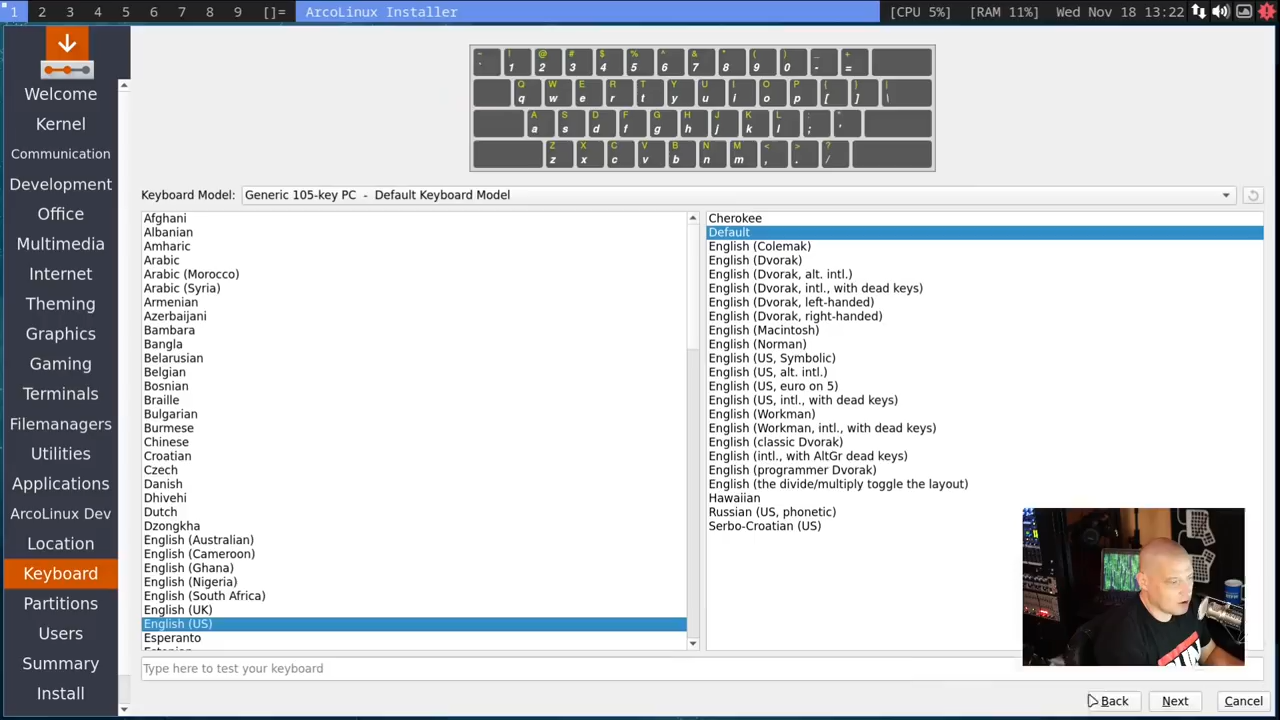 1 2 3 4 5 6 7 8 9 []= ArcoLinux Installer [CPU 5%] [RAM 11%] Wed Nov 18 13:22
Welcome
Kernel
Communication
Development
Office
Multimedia
Internet
Theming
Graphics
Gaming
Terminals
Filemanagers
Utilities
Applications
ArcoLinux Dev
Location
Keyboard
Partitions
Users
Summary
Install
~ ! @ # $ % ^ & * ( ) _ +
` 1 2 3 4 5 6 7 8 9 0 - =
Q W E R T Y U I O P { } |
q w e r t y u i o p [ ] \
A S D F G H J K L : "
a s d f g h j k l ; '
Z X C V B N M < > ?
z x c v b n m , . /
Keyboard Model: Generic 105-key PC - Default Keyboard Model
Afghani
Albanian
Amharic
Arabic
Arabic (Morocco)
Arabic (Syria)
Armenian
Azerbaijani
Bambara
Bangla
Belarusian
Belgian
Bosnian
Braille
Bulgarian
Burmese
Chinese
Croatian
Czech
Danish
Dhivehi
Dutch
Dzongkha
English (Australian)
English (Cameroon)
English (Ghana)
English (Nigeria)
English (South Africa)
English (UK)
English (US)
Esperanto
Cherokee
Default
English (Colemak)
English (Dvorak)
English (Dvorak, alt. intl.)
English (Dvorak, intl., with dead keys)
English (Dvorak, left-handed)
English (Dvorak, right-handed)
English (Macintosh)
English (Norman)
English (US, Symbolic)
English (US, alt. intl.)
English (US, euro on 5)
English (US, intl., with dead keys)
English (Workman)
English (Workman, intl., with dead keys)
English (classic Dvorak)
English (intl., with AltGr dead keys)
English (programmer Dvorak)
English (the divide/multiply toggle the layout)
Hawaiian
Russian (US, phonetic)
Serbo-Croatian (US)
Type here to test your keyboard
Back Next Cancel